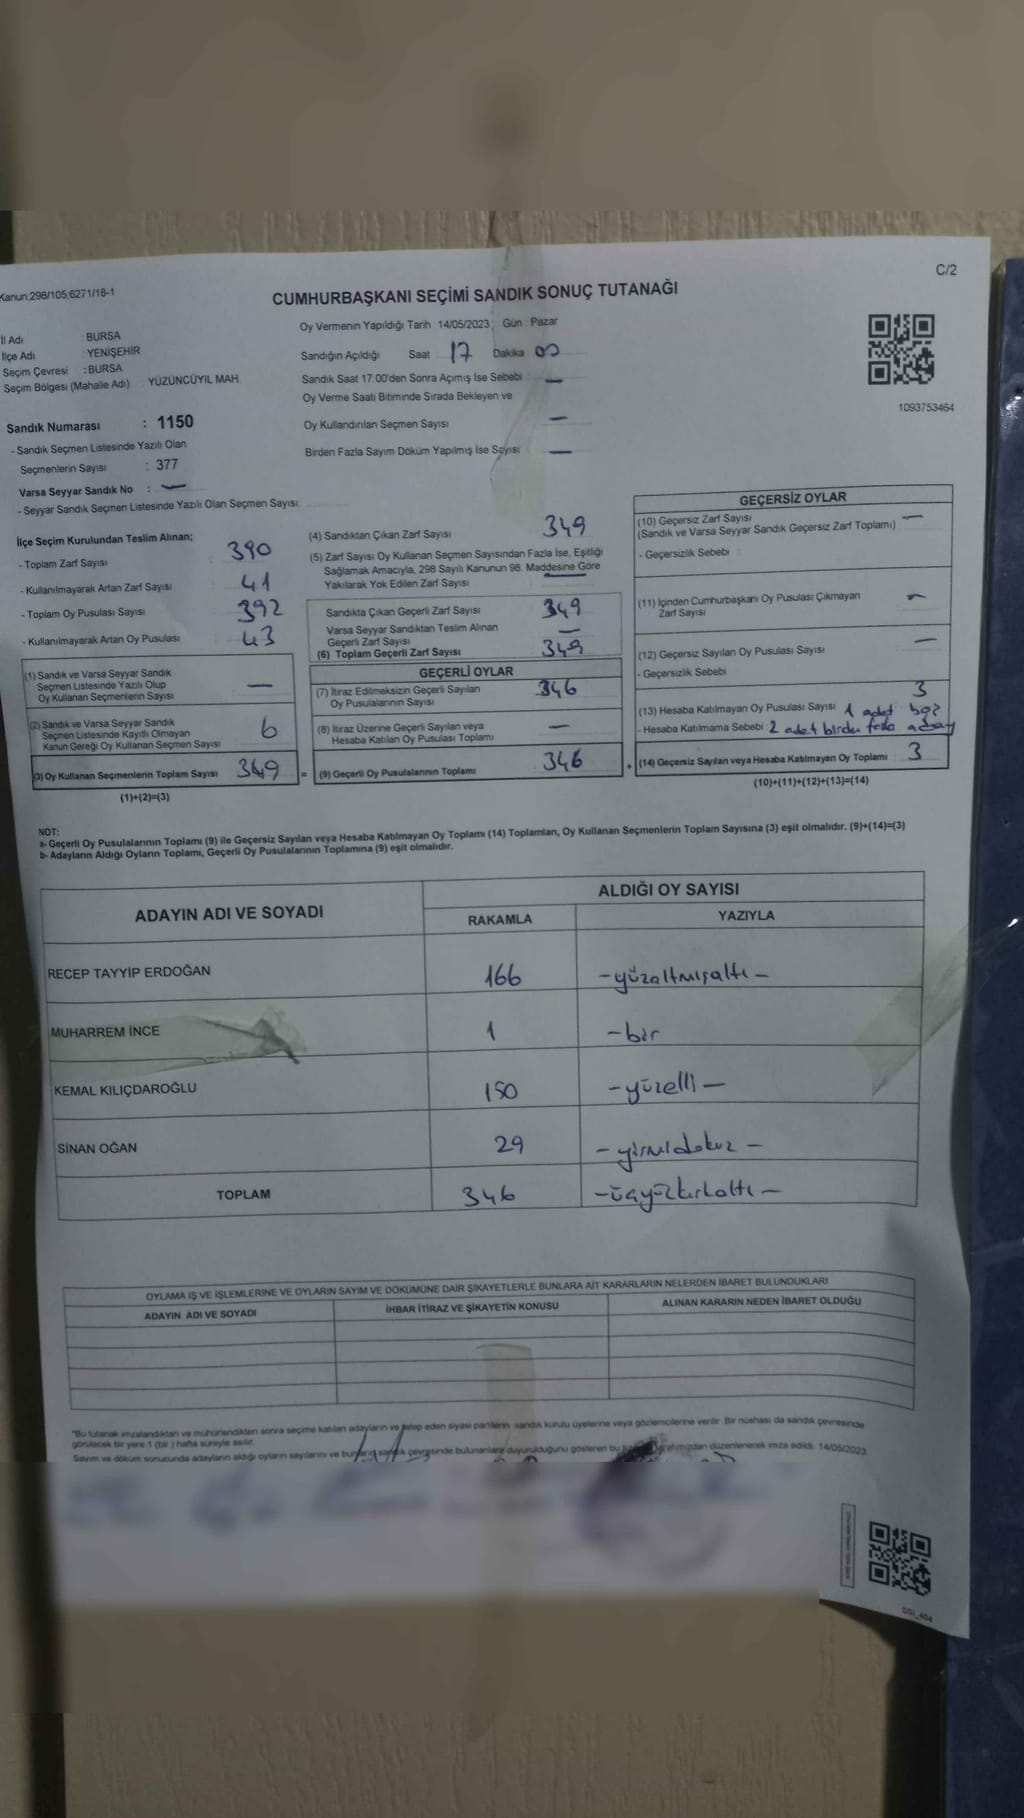 Kanun:298/105;6271/18-1
C/2
CUMHURBAŞKANI SEÇİMİ SANDIK SONUÇ TUTANAĞI
İl Adı BURSA
İlçe Adı YENİŞEHİR
Seçim Çevresi :BURSA
Seçim Bölgesi (Mahalle Adı) YÜZÜNCÜYIL MAH.
Oy Vermenin Yapıldığı Tarih 14/05/2023 Gün : Pazar
Sandığın Açıldığı Saat 17 Dakika 00
Sandık Saat 17:00'den Sonra Açımış İse Sebebi : —
Oy Verme Saati Bitiminde Sırada Bekleyen ve
Oy Kullandırılan Seçmen Sayısı —
Birden Fazla Sayım Döküm Yapılmış İse Sayısı —
1093753464
Sandık Numarası : 1150
- Sandık Seçmen Listesinde Yazılı Olan
Seçmenlerin Sayısı : 377
Varsa Seyyar Sandık No : —
- Seyyar Sandık Seçmen Listesinde Yazılı Olan Seçmen Sayısı:
İlçe Seçim Kurulundan Teslim Alınan;
- Toplam Zarf Sayısı 390
- Kullanılmayarak Artan Zarf Sayısı 41
- Toplam Oy Pusulası Sayısı 392
- Kullanılmayarak Artan Oy Pusulası 43
(1) Sandık ve Varsa Seyyar Sandık
Seçmen Listesinde Yazılı Olup
Oy Kullanan Seçmenlerin Sayısı —
(2) Sandık ve Varsa Seyyar Sandık
Seçmen Listesinde Kayıtlı Olmayan
Kanun Gereği Oy Kullanan Seçmen Sayısı 6
(3) Oy Kullanan Seçmenlerin Toplam Sayısı 349 =
(1)+(2)=(3)
(4) Sandıktan Çıkan Zarf Sayısı 349
(5) Zarf Sayısı Oy Kullanan Seçmen Sayısından Fazla İse, Eşitliği
Sağlamak Amacıyla, 298 Sayılı Kanunun 98. Maddesine Göre
Yakılarak Yok Edilen Zarf Sayısı —
Sandıkta Çıkan Geçerli Zarf Sayısı 349
Varsa Seyyar Sandıktan Teslim Alınan
Geçerli Zarf Sayısı —
(6) Toplam Geçerli Zarf Sayısı 349
GEÇERLİ OYLAR
(7) İtiraz Edilmeksizin Geçerli Sayılan
Oy Pusulalarının Sayısı 346
(8) İtiraz Üzerine Geçerli Sayılan veya
Hesaba Katılan Oy Pusulası Toplamı —
(9) Geçerli Oy Pusulalarının Toplamı 346 +
GEÇERSİZ OYLAR
(10) Geçersiz Zarf Sayısı —
(Sandık ve Varsa Seyyar Sandık Geçersiz Zarf Toplamı)
- Geçersizlik Sebebi
(11) İçinden Cumhurbaşkanı Oy Pusulası Çıkmayan
Zarf Sayısı —
(12) Geçersiz Sayılan Oy Pusulası Sayısı —
- Geçersizlik Sebebi
3
(13) Hesaba Katılmayan Oy Pusulası Sayısı 1 adet boş
- Hesaba Katılmama Sebebi 2 adet birden fazla aday
(14) Geçersiz Sayılan veya Hesaba Katılmayan Oy Toplamı 3
(10)+(11)+(12)+(13)=(14)
NOT:
a- Geçerli Oy Pusulalarının Toplamı (9) ile Geçersiz Sayılan veya Hesaba Katılmayan Oy Toplamı (14) Toplamları, Oy Kullanan Seçmenlerin Toplam Sayısına (3) eşit olmalıdır. (9)+(14)=(3)
b- Adayların Aldığı Oyların Toplamı, Geçerli Oy Pusulalarının Toplamına (9) eşit olmalıdır.
ADAYIN ADI VE SOYADI
ALDIĞI OY SAYISI
RAKAMLA YAZIYLA
RECEP TAYYİP ERDOĞAN 166 -yüzaltmışaltı-
MUHARREM İNCE 1 -bir
KEMAL KILIÇDAROĞLU 150 -yüzelli-
SİNAN OĞAN 29 -yirmidokuz-
TOPLAM 346 -üçyüzkırkaltı-
OYLAMA İŞ VE İŞLEMLERİNE VE OYLARIN SAYIM VE DÖKÜMÜNE DAİR ŞİKAYETLERLE BUNLARA AİT KARARLARIN NELERDEN İBARET BULUNDUKLARI
ADAYIN ADI VE SOYADI İHBAR İTİRAZ VE ŞİKAYETİN KONUSU ALINAN KARARIN NEDEN İBARET OLDUĞU
"Bu tutanak imzalandıktan ve mühürlendikten sonra seçime katılan adayların ve talep eden siyasi partilerin sandık kurulu üyelerine veya gözlemcilerine verilir. Bir nüshası da sandık çevresinde
görülecek bir yere 1 (bir) hafta süreyle asılır.
Sayım ve döküm sonucunda adayların aldığı oyların sayılarını ve bunların sandık çevresinde bulunanlara duyurulduğunu gösteren bu düzenlenerek imza edildi. 14/05/2023